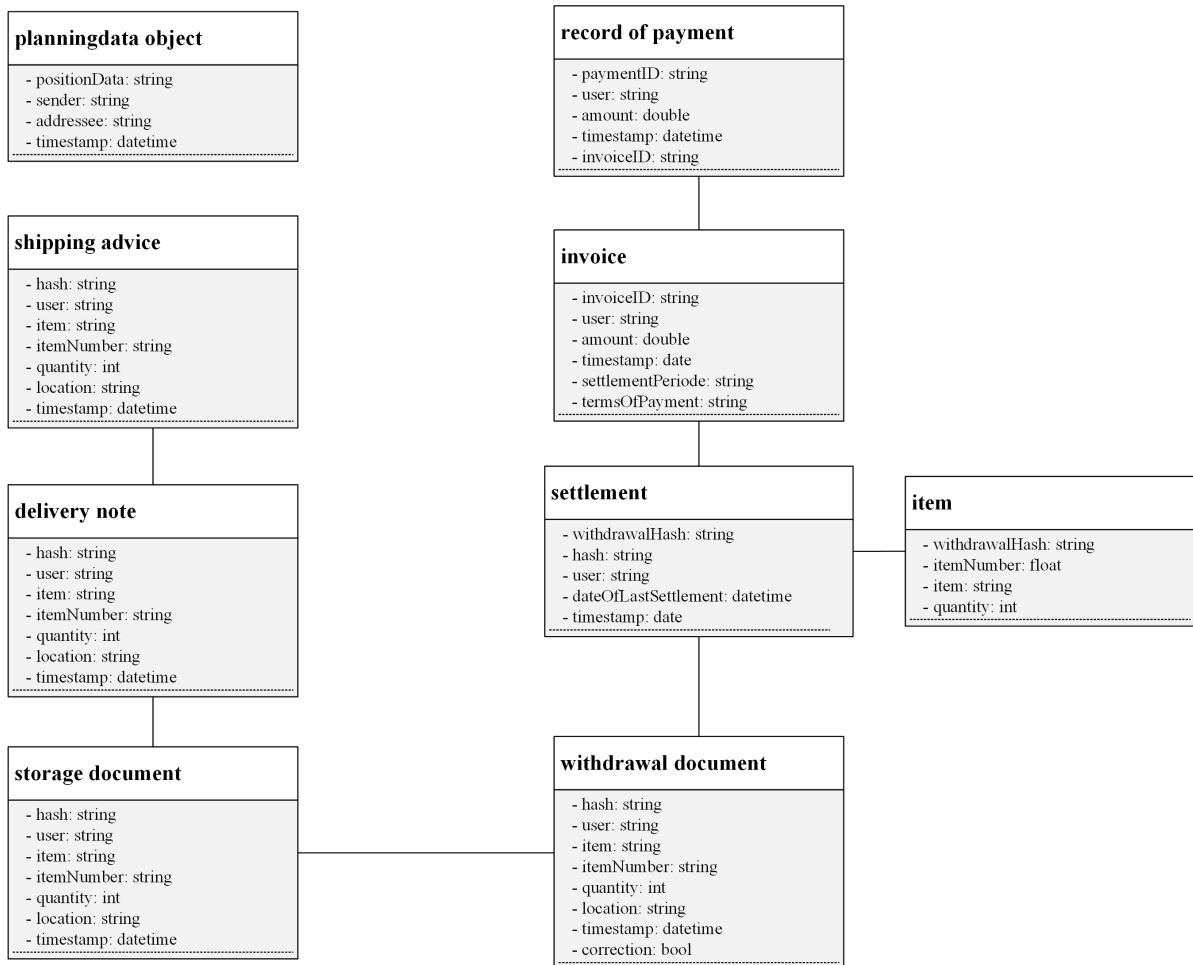 planningdata object
- positionData: string
- sender: string
- addressee: string
- timestamp: datetime
shipping advice
- hash: string
- user: string
- item: string
- itemNumber: string
- quantity: int
- location: string
- timestamp: datetime
delivery note
- hash: string
- user: string
- item: string
- itemNumber: string
- quantity: int
- location: string
- timestamp: datetime
storage document
- hash: string
- user: string
- item: string
- itemNumber: string
- quantity: int
- location: string
- timestamp: datetime
record of payment
- paymentID: string
- user: string
- amount: double
- timestamp: datetime
- invoiceID: string
invoice
- invoiceID: string
- user: string
- amount: double
- timestamp: date
- settlementPeriode: string
- termsOfPayment: string
settlement
- withdrawalHash: string
- hash: string
- user: string
- dateOfLastSettlement: datetime
- timestamp: date
item
- withdrawalHash: string
- itemNumber: float
- item: string
- quantity: int
withdrawal document
- hash: string
- user: string
- item: string
- itemNumber: string
- quantity: int
- location: string
- timestamp: datetime
- correction: bool